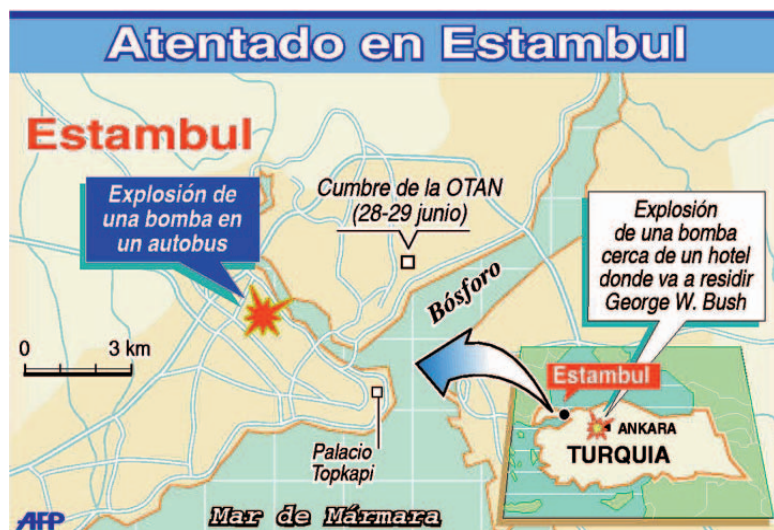 Atentado en Estambul
Estambul
Explosión de
una bomba en
un autobus
Cumbre de la OTAN
(28-29 junio)
Explosión
de una bomba
cerca de un hotel
donde va a residir
George W. Bush
Bósforo
0 3 km
Estambul
ANKARA
TURQUIA
Palacio
Topkapi
Mar de Mármara
AFP